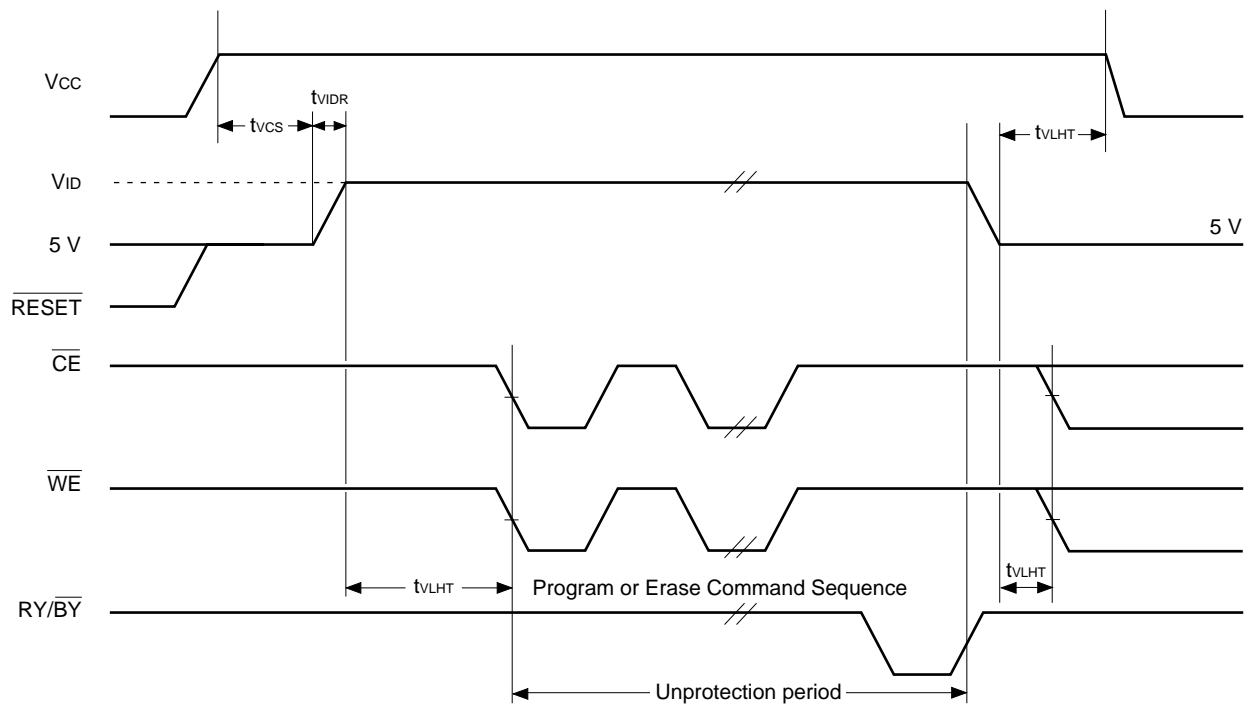 VCC
tVIDR
tVCS
tVLHT
VID
5 V
5 V
RESET
CE
WE
tVLHT
Program or Erase Command Sequence
tVLHT
RY/BY
Unprotection period